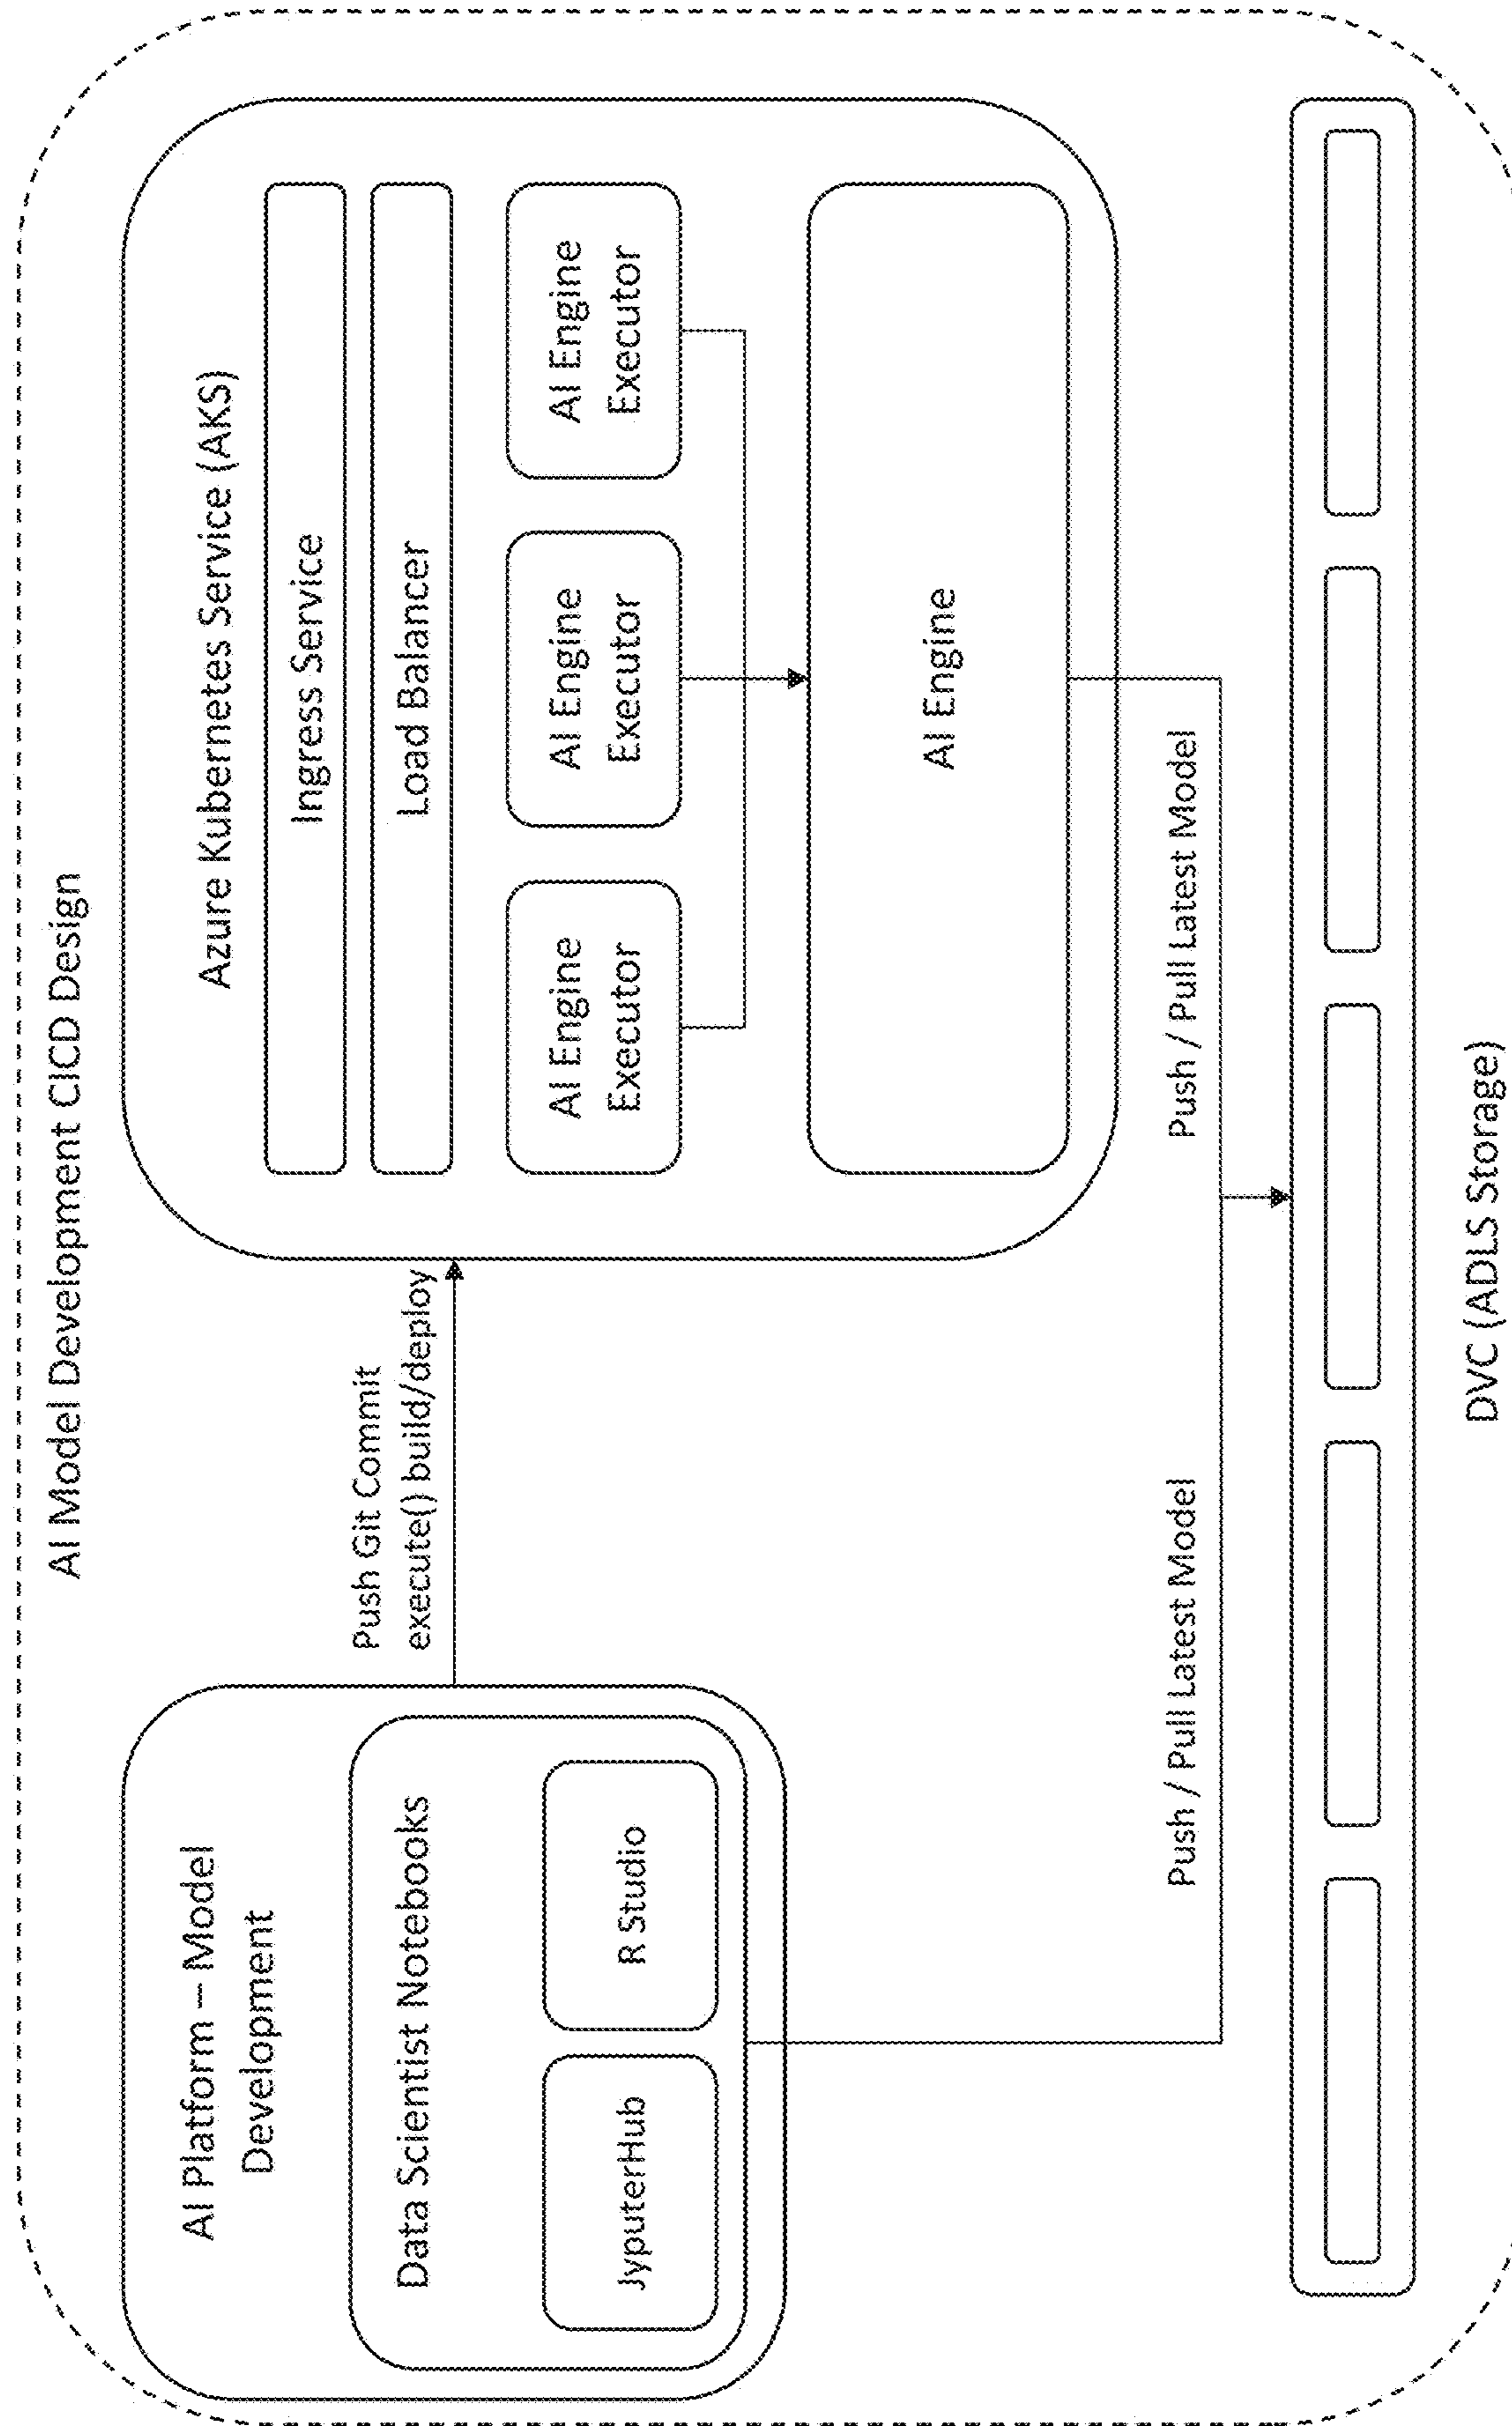 AI Model Development CICD Design
AI Platform – Model
Development
Data Scientist Notebooks
JyputerHub
R Studio
Push Git Commit
execute() build/deploy
Azure Kubernetes Service (AKS)
Ingress Service
Load Balancer
AI Engine
Executor
AI Engine
Executor
AI Engine
Executor
AI Engine
Push / Pull Latest Model
Push / Pull Latest Model
DVC (ADLS Storage)